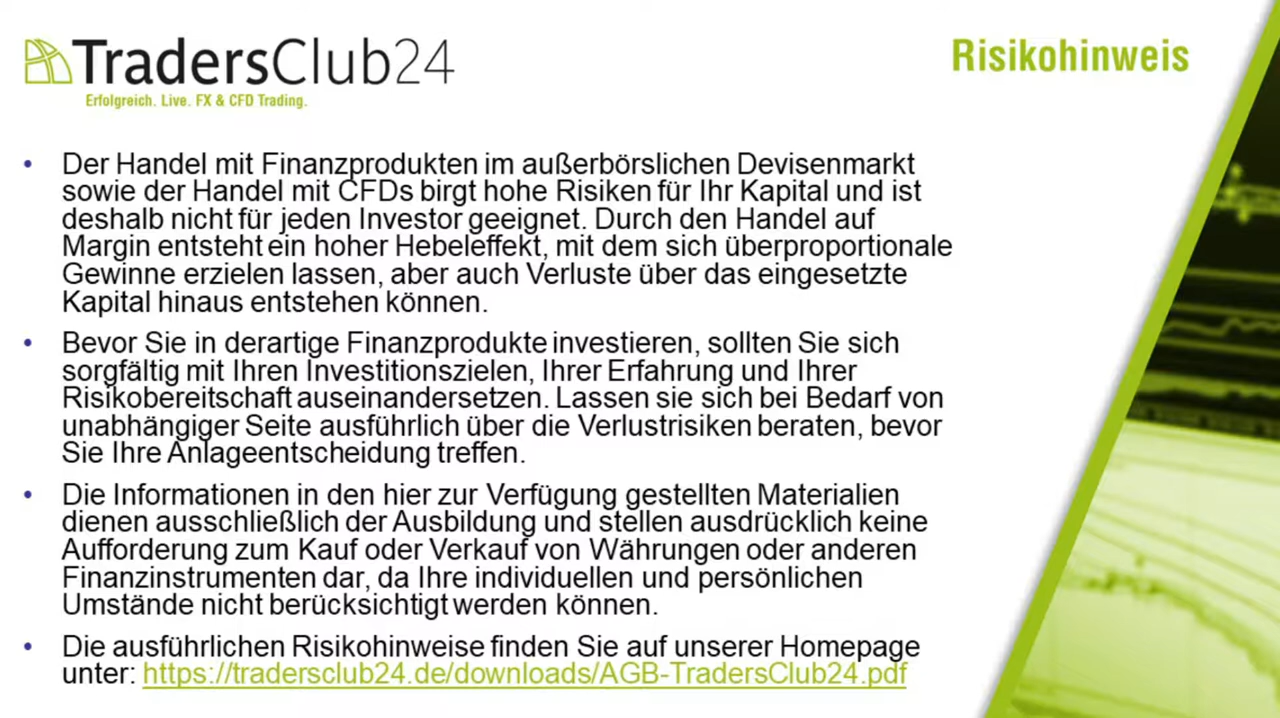 TradersClub24
Erfolgreich. Live. FX & CFD Trading.
Risikohinweis
• Der Handel mit Finanzprodukten im außerbörslichen Devisenmarkt
sowie der Handel mit CFDs birgt hohe Risiken für Ihr Kapital und ist
deshalb nicht für jeden Investor geeignet. Durch den Handel auf
Margin entsteht ein hoher Hebeleffekt, mit dem sich überproportionale
Gewinne erzielen lassen, aber auch Verluste über das eingesetzte
Kapital hinaus entstehen können.
• Bevor Sie in derartige Finanzprodukte investieren, sollten Sie sich
sorgfältig mit Ihren Investitionszielen, Ihrer Erfahrung und Ihrer
Risikobereitschaft auseinandersetzen. Lassen sie sich bei Bedarf von
unabhängiger Seite ausführlich über die Verlustrisiken beraten, bevor
Sie Ihre Anlageentscheidung treffen.
• Die Informationen in den hier zur Verfügung gestellten Materialien
dienen ausschließlich der Ausbildung und stellen ausdrücklich keine
Aufforderung zum Kauf oder Verkauf von Währungen oder anderen
Finanzinstrumenten dar, da Ihre individuellen und persönlichen
Umstände nicht berücksichtigt werden können.
• Die ausführlichen Risikohinweise finden Sie auf unserer Homepage
unter: https://tradersclub24.de/downloads/AGB-TradersClub24.pdf